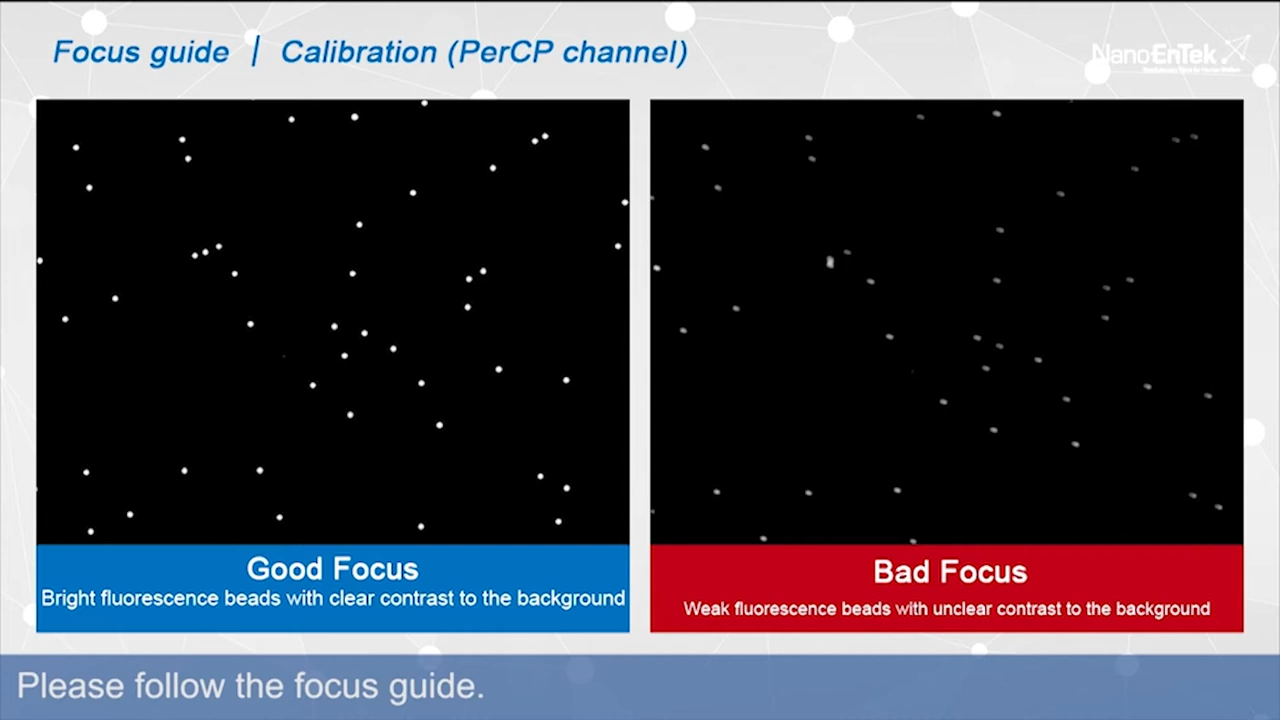 Focus guide | Calibration (PerCP channel)
NanoEnTek
Good Focus
Bright fluorescence beads with clear contrast to the background
Bad Focus
Weak fluorescence beads with unclear contrast to the background
Please follow the focus guide.